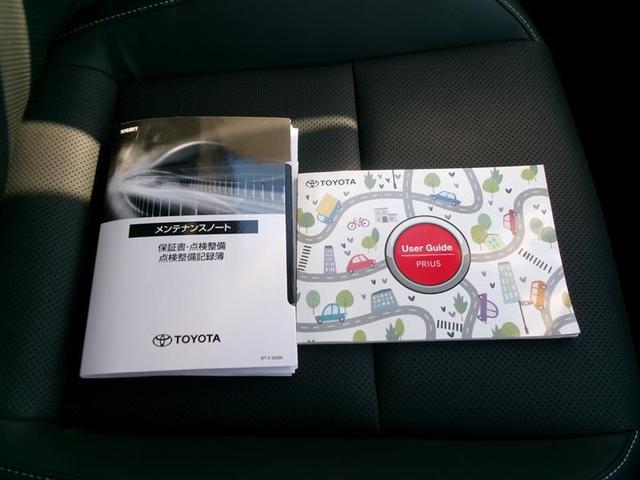 メンテナンスノート
保証書・点検整備
点検整備記録簿
TOYOTA
TOYOTA
User Guide
PRIUS